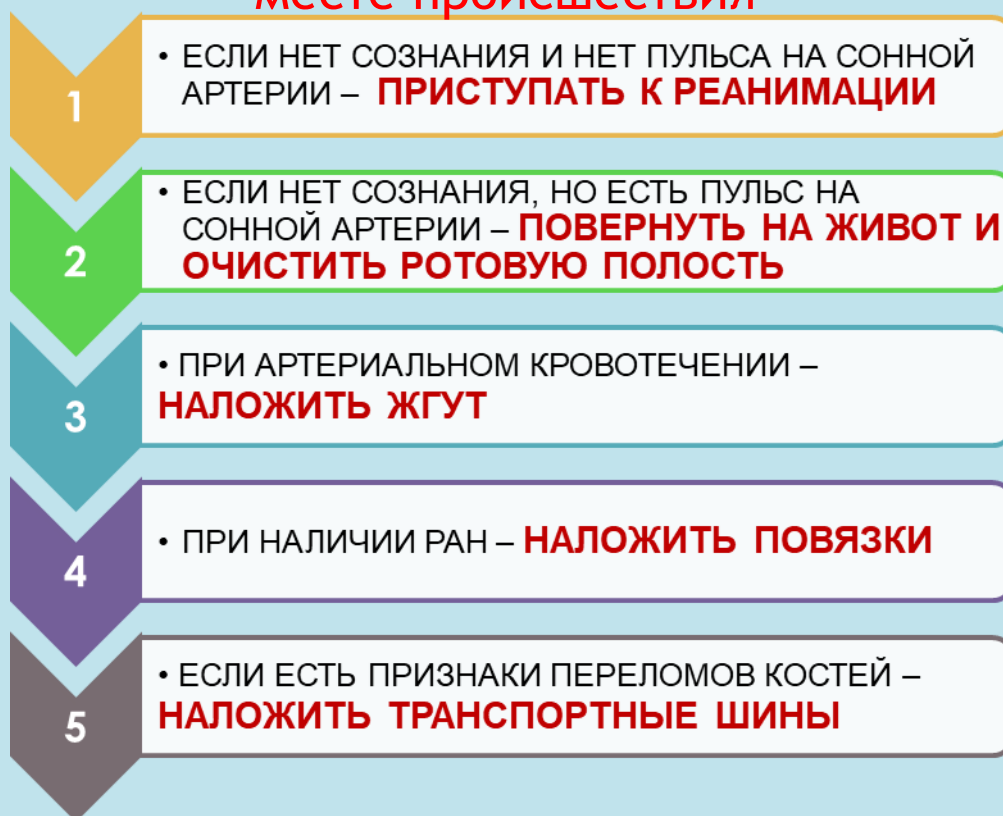 месте происшествия
1
• ЕСЛИ НЕТ СОЗНАНИЯ И НЕТ ПУЛЬСА НА СОННОЙ
АРТЕРИИ – ПРИСТУПАТЬ К РЕАНИМАЦИИ
2
• ЕСЛИ НЕТ СОЗНАНИЯ, НО ЕСТЬ ПУЛЬС НА
СОННОЙ АРТЕРИИ – ПОВЕРНУТЬ НА ЖИВОТ И
ОЧИСТИТЬ РОТОВУЮ ПОЛОСТЬ
3
• ПРИ АРТЕРИАЛЬНОМ КРОВОТЕЧЕНИИ –
НАЛОЖИТЬ ЖГУТ
4
• ПРИ НАЛИЧИИ РАН – НАЛОЖИТЬ ПОВЯЗКИ
5
• ЕСЛИ ЕСТЬ ПРИЗНАКИ ПЕРЕЛОМОВ КОСТЕЙ –
НАЛОЖИТЬ ТРАНСПОРТНЫЕ ШИНЫ